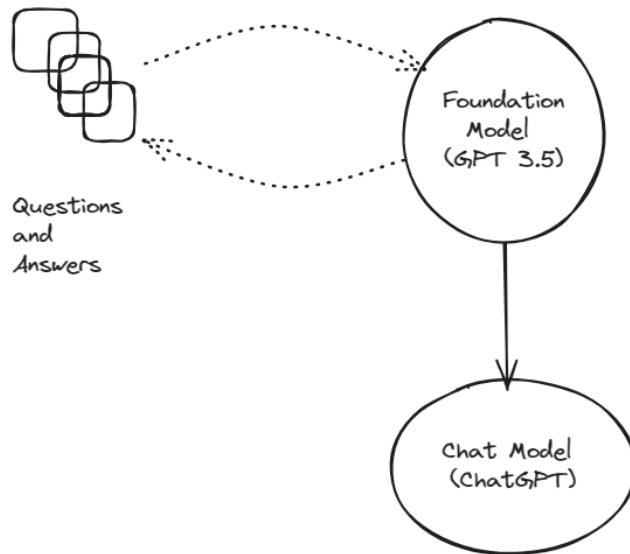 Foundation
Model
(GPT 3.5)
Questions
and
Answers
Chat Model
(ChatGPT)